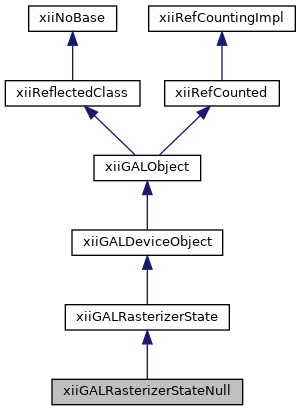 xiiNoBase
xiiRefCountingImpl
xiiReflectedClass
xiiRefCounted
xiiGALObject
xiiGALDeviceObject
xiiGALRasterizerState
xiiGALRasterizerStateNull